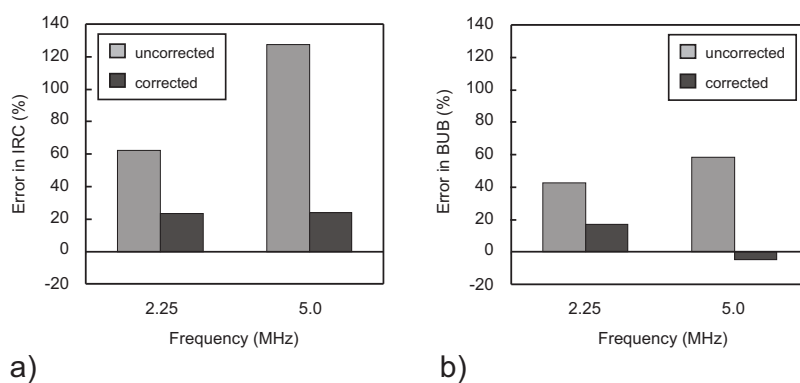 140
120
100
80
60
40
20
0
-20
Error in IRC (%)
uncorrected
corrected
2.25
5.0
Frequency (MHz)
a)
140
120
100
80
60
40
20
0
-20
Error in BUB (%)
uncorrected
corrected
2.25
5.0
Frequency (MHz)
b)